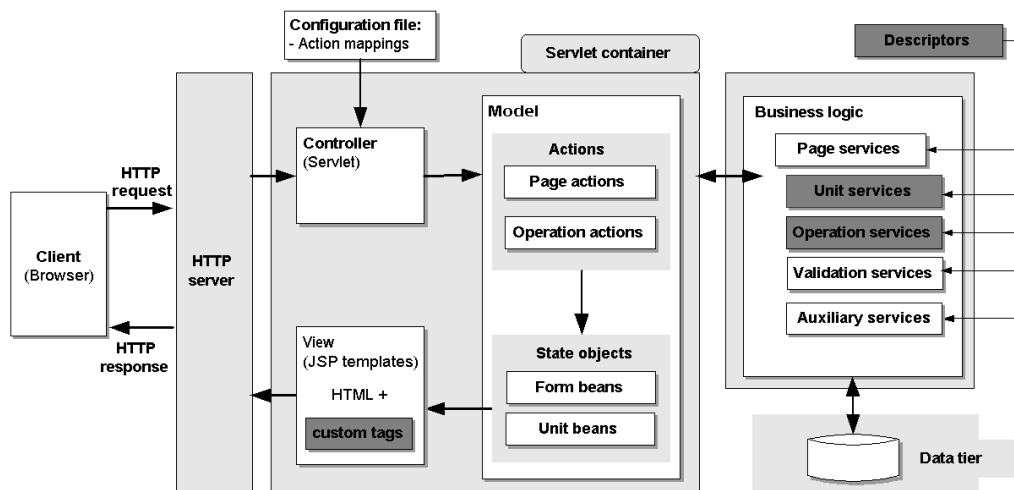 Configuration file:
- Action mappings
Servlet container
Descriptors
Model
Business logic
Controller
(Servlet)
Actions
Page services
HTTP
request
Page actions
Unit services
Operation actions
Operation services
Client
(Browser)
HTTP
server
Validation services
Auxiliary services
HTTP
response
View
(JSP templates)
HTML +
custom tags
State objects
Form beans
Unit beans
Data tier